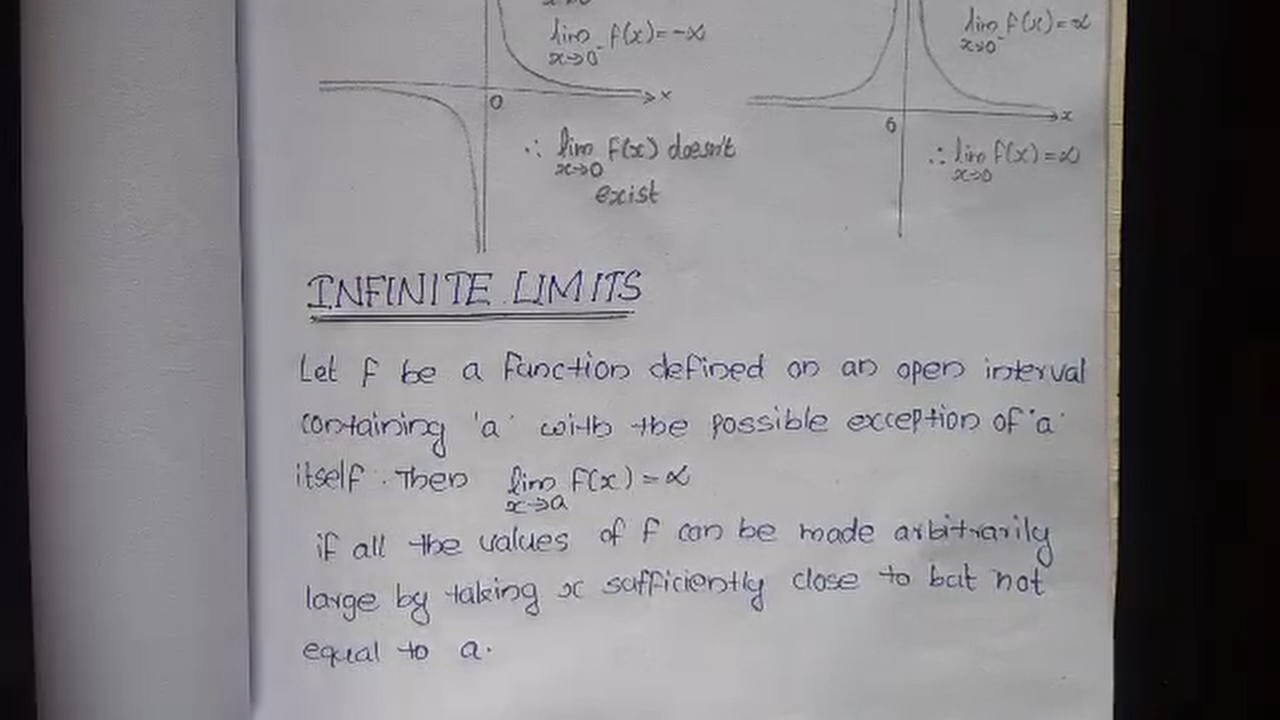 lim f(x)=-∞
x→0⁻
lim f(x)=∞
x→0⁻
x
0
∴ lim f(x) doesn't
x→0
exist
x
0
∴ lim f(x)=∞
x→0
INFINITE LIMITS
Let f be a function defined on an open interval
containing 'a' with the possible exception of 'a'
itself. Then lim f(x)=∞
x→a
if all the values of f can be made arbitrarily
large by taking x sufficiently close to but not
equal to a.